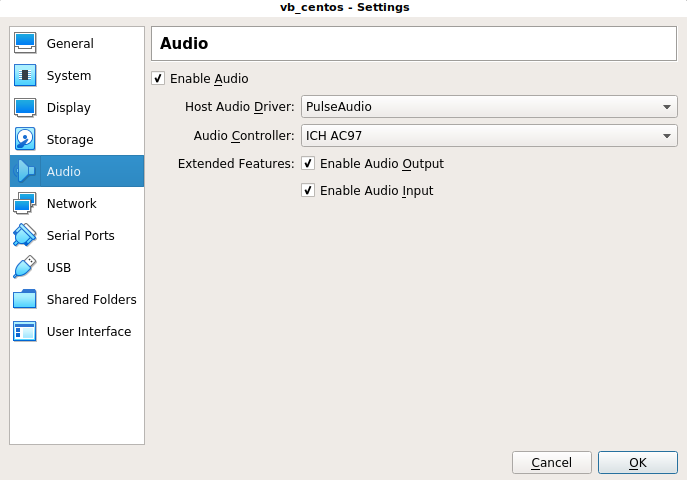 vb_centos - Settings
General
System
Display
Storage
Audio
Network
Serial Ports
USB
Shared Folders
User Interface
Audio
Enable Audio
Host Audio Driver: PulseAudio
Audio Controller: ICH AC97
Extended Features: Enable Audio Output
Enable Audio Input
Cancel OK